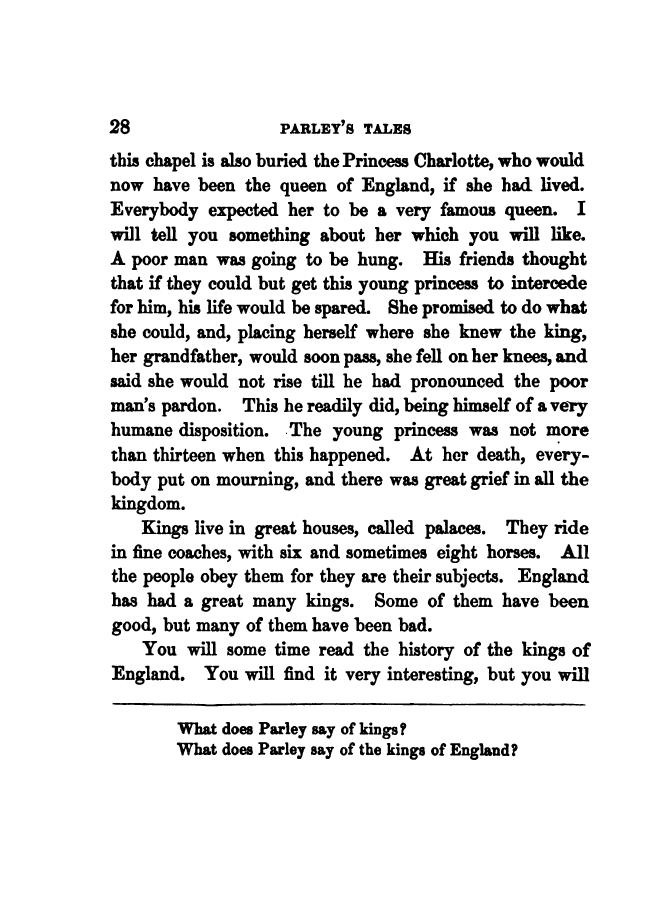 28 PARLEY'S TALES
this chapel is also buried the Princess Charlotte, who would
now have been the queen of England, if she had lived.
Everybody expected her to be a very famous queen. I
will tell you something about her which you will like.
A poor man was going to be hung. His friends thought
that if they could but get this young princess to intercede
for him, his life would be spared. She promised to do what
she could, and, placing herself where she knew the king,
her grandfather, would soon pass, she fell on her knees, and
said she would not rise till he had pronounced the poor
man's pardon. This he readily did, being himself of a very
humane disposition. The young princess was not more
than thirteen when this happened. At her death, every-
body put on mourning, and there was great grief in all the
kingdom.
Kings live in great houses, called palaces. They ride
in fine coaches, with six and sometimes eight horses. All
the people obey them for they are their subjects. England
has had a great many kings. Some of them have been
good, but many of them have been bad.
You will some time read the history of the kings of
England. You will find it very interesting, but you will
What does Parley say of kings?
What does Parley say of the kings of England?